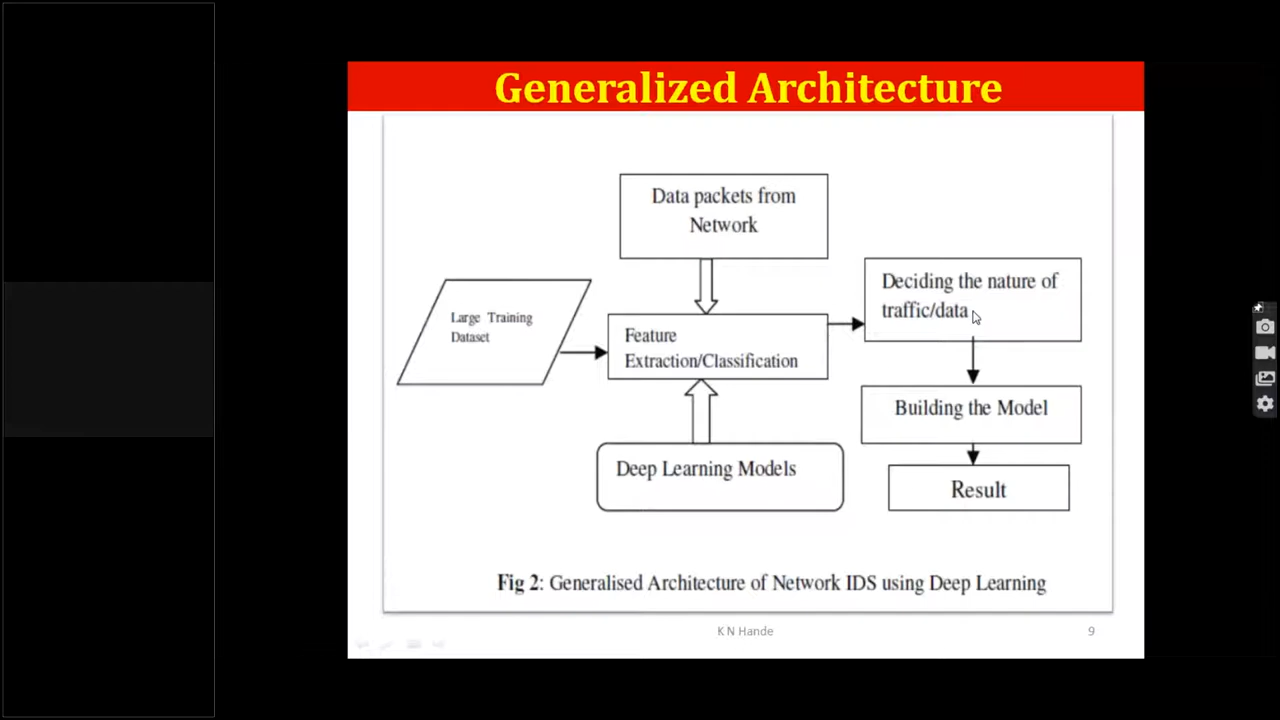 Generalized Architecture
Data packets from
Network
Large Training
Dataset
Feature
Extraction/Classification
Deciding the nature of
traffic/data
Building the Model
Deep Learning Models
Result
Fig 2: Generalised Architecture of Network IDS using Deep Learning
K N Hande
9